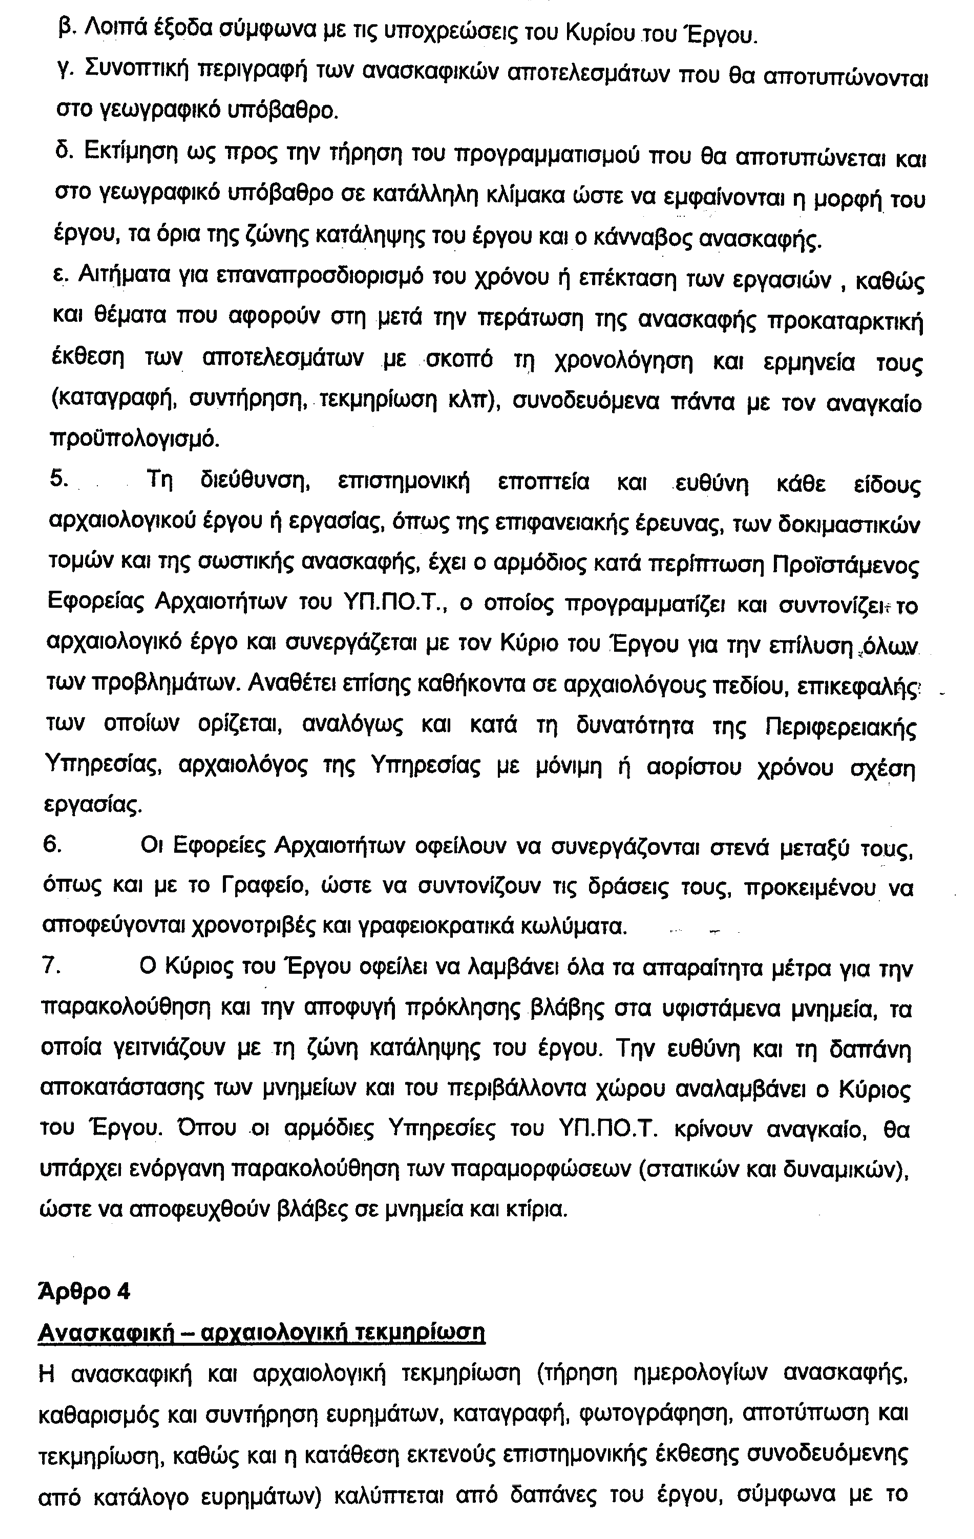 β. Λοιπά έξοδα σύμφωνα με τις υποχρεώσεις του Κυρίου του Έργου.
γ. Συνοπτική περιγραφή των ανασκαφικών αποτελεσμάτων που θα αποτυπώνονται
στο γεωγραφικό υπόβαθρο.
δ. Εκτίμηση ως προς την τήρηση του προγραμματισμού που θα αποτυπώνεται και
στο γεωγραφικό υπόβαθρο σε κατάλληλη κλίμακα ώστε να εμφαίνονται η μορφή του
έργου, τα όρια της ζώνης κατάληψης του έργου και ο κάνναβος ανασκαφής.
ε. Αιτήματα για επαναπροσδιορισμό του χρόνου ή επέκταση των εργασιών , καθώς
και θέματα που αφορούν στη μετά την περάτωση της ανασκαφής προκαταρκτική
έκθεση των αποτελεσμάτων με σκοπό τη χρονολόγηση και ερμηνεία τους
(καταγραφή, συντήρηση, τεκμηρίωση κλπ), συνοδευόμενα πάντα με τον αναγκαίο
προϋπολογισμό.
5. Τη διεύθυνση, επιστημονική εποπτεία και ευθύνη κάθε είδους
αρχαιολογικού έργου ή εργασίας, όπως της επιφανειακής έρευνας, των δοκιμαστικών
τομών και της σωστικής ανασκαφής, έχει ο αρμόδιος κατά περίπτωση Προϊστάμενος
Εφορείας Αρχαιοτήτων του ΥΠ.ΠΟ.Τ., ο οποίος προγραμματίζει και συντονίζει το
αρχαιολογικό έργο και συνεργάζεται με τον Κύριο του Έργου για την επίλυση όλων
των προβλημάτων. Αναθέτει επίσης καθήκοντα σε αρχαιολόγους πεδίου, επικεφαλής
των οποίων ορίζεται, αναλόγως και κατά τη δυνατότητα της Περιφερειακής
Υπηρεσίας, αρχαιολόγος της Υπηρεσίας με μόνιμη ή αορίστου χρόνου σχέση
εργασίας.
6. Οι Εφορείες Αρχαιοτήτων οφείλουν να συνεργάζονται στενά μεταξύ τους,
όπως και με το Γραφείο, ώστε να συντονίζουν τις δράσεις τους, προκειμένου να
αποφεύγονται χρονοτριβές και γραφειοκρατικά κωλύματα.
7. Ο Κύριος του Έργου οφείλει να λαμβάνει όλα τα απαραίτητα μέτρα για την
παρακολούθηση και την αποφυγή πρόκλησης βλάβης στα υφιστάμενα μνημεία, τα
οποία γειτνιάζουν με τη ζώνη κατάληψης του έργου. Την ευθύνη και τη δαπάνη
αποκατάστασης των μνημείων και του περιβάλλοντα χώρου αναλαμβάνει ο Κύριος
του Έργου. Όπου οι αρμόδιες Υπηρεσίες του ΥΠ.ΠΟ.Τ. κρίνουν αναγκαίο, θα
υπάρχει ενόργανη παρακολούθηση των παραμορφώσεων (στατικών και δυναμικών),
ώστε να αποφευχθούν βλάβες σε μνημεία και κτίρια.
Άρθρο 4
Ανασκαφική – αρχαιολογική τεκμηρίωση
Η ανασκαφική και αρχαιολογική τεκμηρίωση (τήρηση ημερολογίων ανασκαφής,
καθαρισμός και συντήρηση ευρημάτων, καταγραφή, φωτογράφηση, αποτύπωση και
τεκμηρίωση, καθώς και η κατάθεση εκτενούς επιστημονικής έκθεσης συνοδευόμενης
από κατάλογο ευρημάτων) καλύπτεται από δαπάνες του έργου, σύμφωνα με το